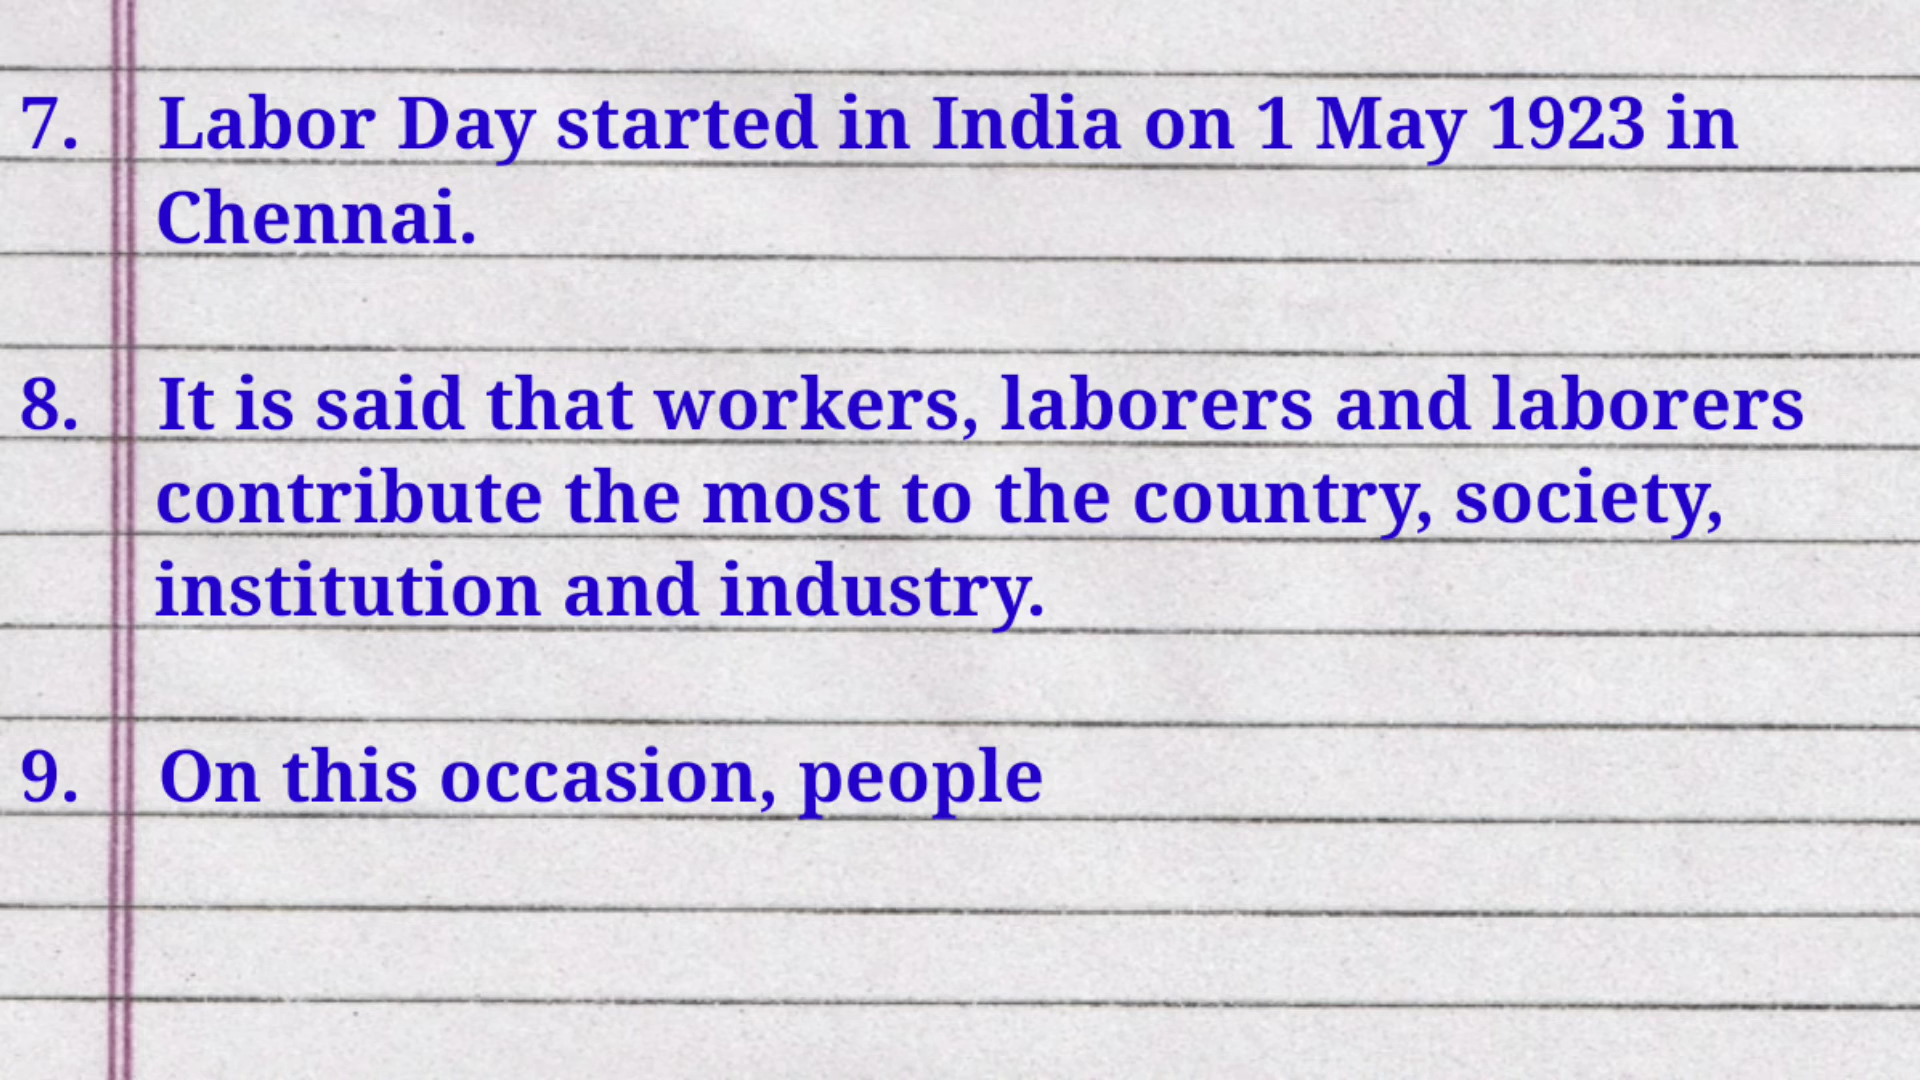 7. Labor Day started in India on 1 May 1923 in
Chennai.
8. It is said that workers, laborers and laborers
contribute the most to the country, society,
institution and industry.
9. On this occasion, people